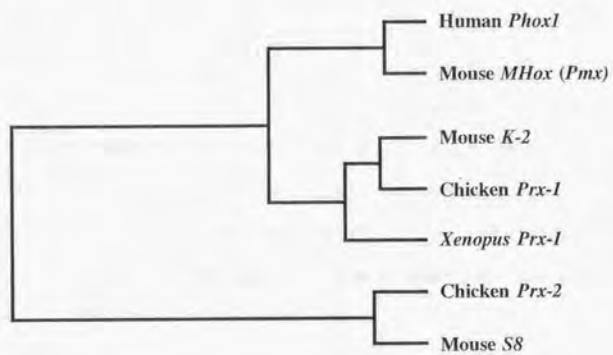 Human Phox1
Mouse MHox (Pmx)
Mouse K-2
Chicken Prx-1
Xenopus Prx-1
Chicken Prx-2
Mouse S8